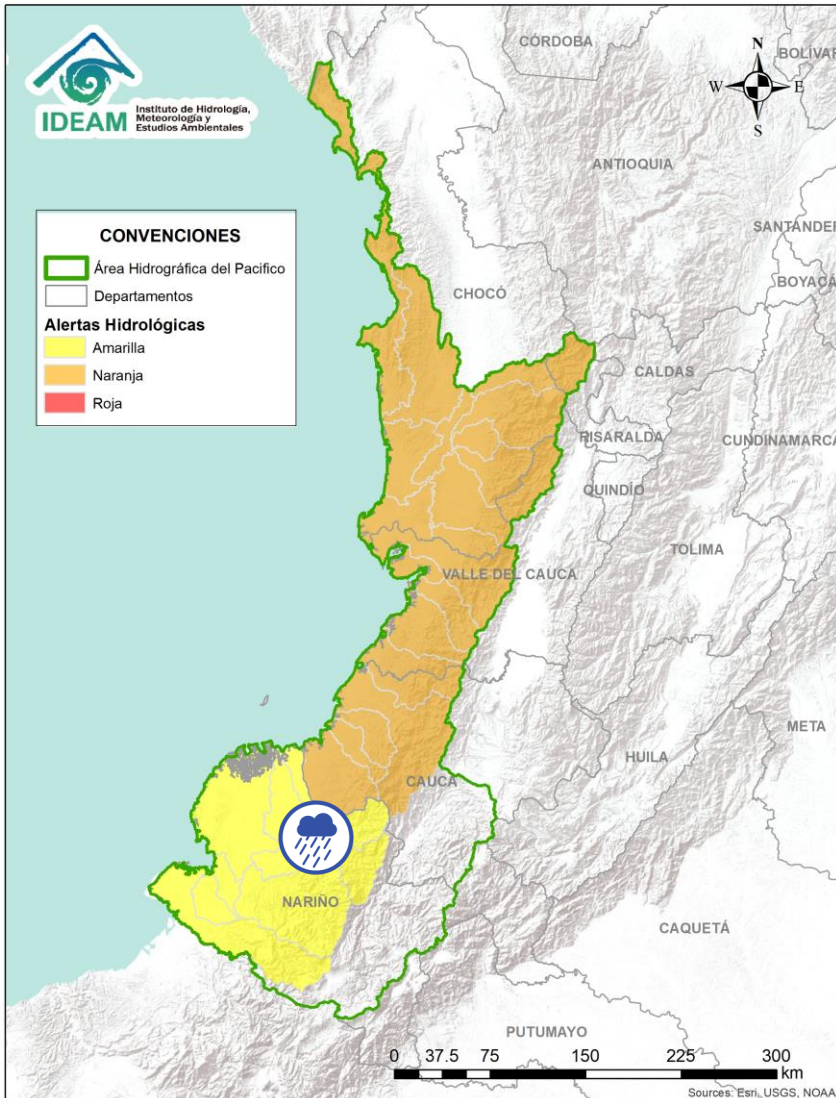 IDEAM
Instituto de Hidrología,
Meteorología y
Estudios Ambientales
CÓRDOBA
BOLÍVAR
N
W E
S
ANTIOQUIA
SANTANDER
BOYACÁ
CONVENCIONES
Área Hidrográfica del Pacifico
Departamentos
Alertas Hidrológicas
Amarilla
Naranja
Roja
CHOCÓ
CALDAS
RISARALDA
CUNDINAMARCA
QUINDÍO
TOLIMA
VALLE DEL CAUCA
META
HUILA
CAUCA
NARIÑO
CAQUETÁ
PUTUMAYO
0 37.5 75 150 225 300
km
Sources: Esri, USGS, NOAA